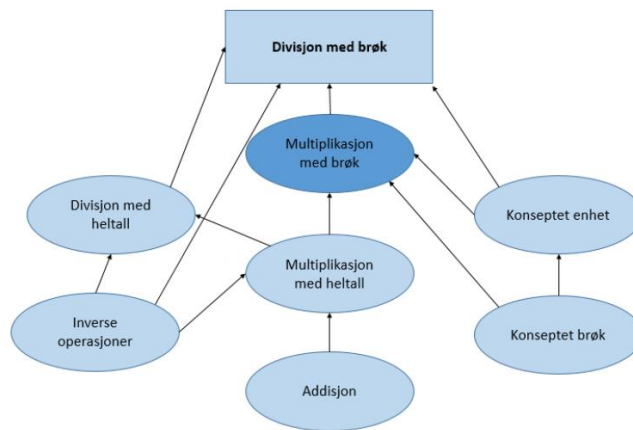 Divisjon med brøk
Multiplikasjon
med brøk
Divisjon med
heltall
Konseptet enhet
Multiplikasjon
med heltall
Inverse
operasjoner
Konseptet brøk
Addisjon